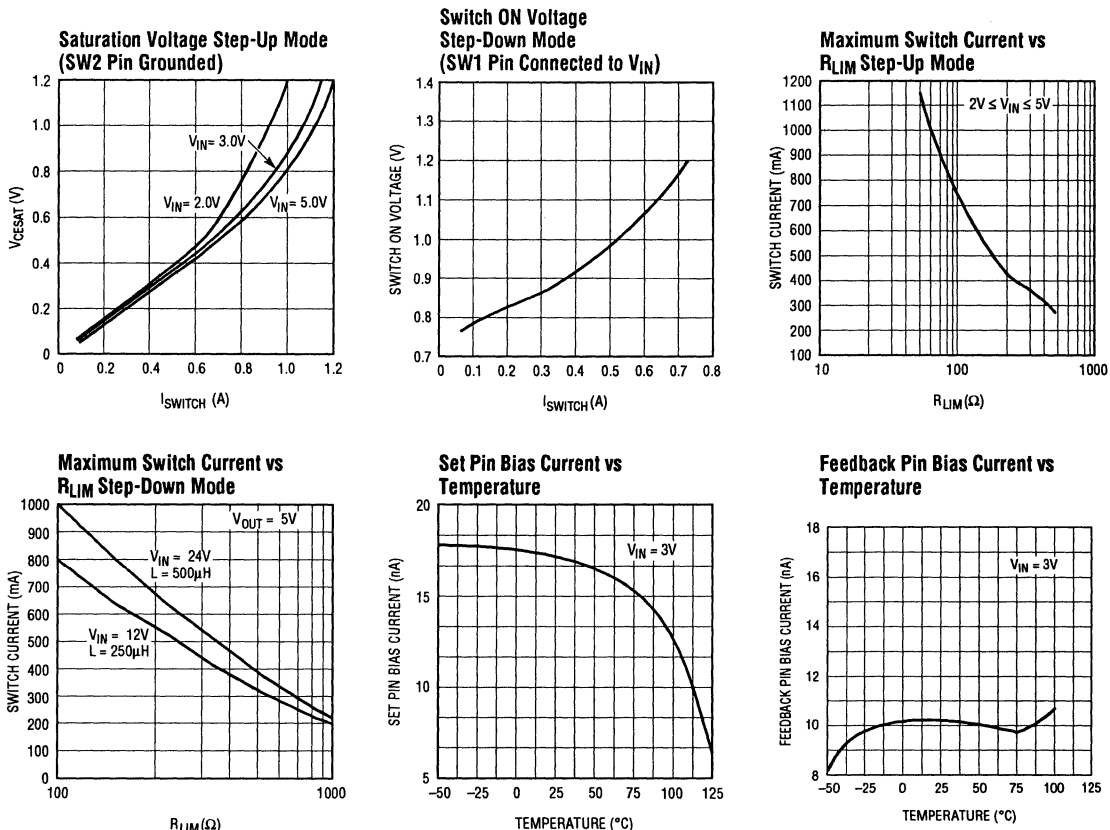 Saturation Voltage Step-Up Mode
(SW2 Pin Grounded)
1.2
1.0
0.8
0.6
0.4
0.2
0
VCESAT (V)
VIN = 3.0V
VIN = 2.0V
VIN = 5.0V
0 0.2 0.4 0.6 0.8 1.0 1.2
ISWITCH (A)
Switch ON Voltage
Step-Down Mode
(SW1 Pin Connected to VIN)
1.4
1.3
1.2
1.1
1.0
0.9
0.8
0.7
SWITCH ON VOLTAGE (V)
0 0.1 0.2 0.3 0.4 0.5 0.6 0.7 0.8
ISWITCH (A)
Maximum Switch Current vs
RLIM Step-Up Mode
1200
1100
1000
900
800
700
600
500
400
300
200
100
SWITCH CURRENT (mA)
2V ≤ VIN ≤ 5V
10 100 1000
RLIM (Ω)
Maximum Switch Current vs
RLIM Step-Down Mode
1000
900
800
700
600
500
400
300
200
100
0
SWITCH CURRENT (mA)
VOUT = 5V
VIN = 24V
L = 500µH
VIN = 12V
L = 250µH
100 1000
RLIM (Ω)
Set Pin Bias Current vs
Temperature
20
15
10
5
SET PIN BIAS CURRENT (nA)
VIN = 3V
–50 –25 0 25 50 75 100 125
TEMPERATURE (°C)
Feedback Pin Bias Current vs
Temperature
18
16
14
12
10
8
FEEDBACK PIN BIAS CURRENT (nA)
VIN = 3V
–50 –25 0 25 50 75 100 125
TEMPERATURE (°C)